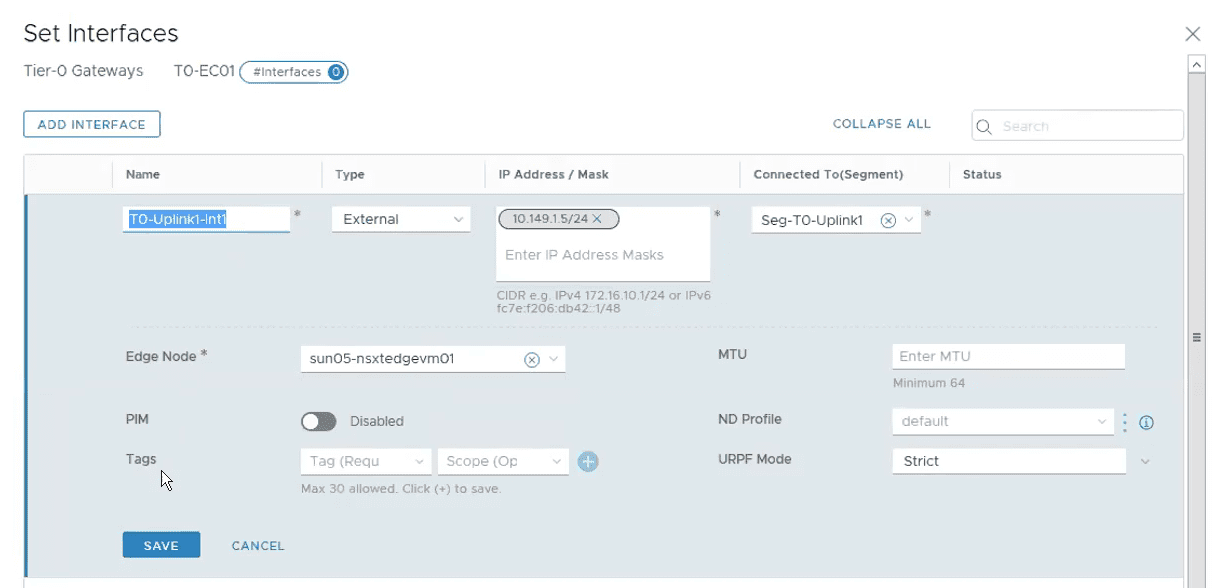 Set Interfaces
Tier-0 Gateways T0-EC01 #Interfaces 0
ADD INTERFACE COLLAPSE ALL Search
Name Type IP Address / Mask Connected To(Segment) Status
T0-Uplink1-Int1 * External 10.149.1.5/24 * Seg-T0-Uplink1 *
Enter IP Address Masks
CIDR e.g. IPv4 172.16.10.1/24 or IPv6
fc7e:f206:db42::1/48
Edge Node * sun05-nsxtedgevm01 MTU Enter MTU
Minimum 64
PIM Disabled ND Profile default
Tags Tag (Requ Scope (Op URPF Mode Strict
Max 30 allowed. Click (+) to save.
SAVE CANCEL